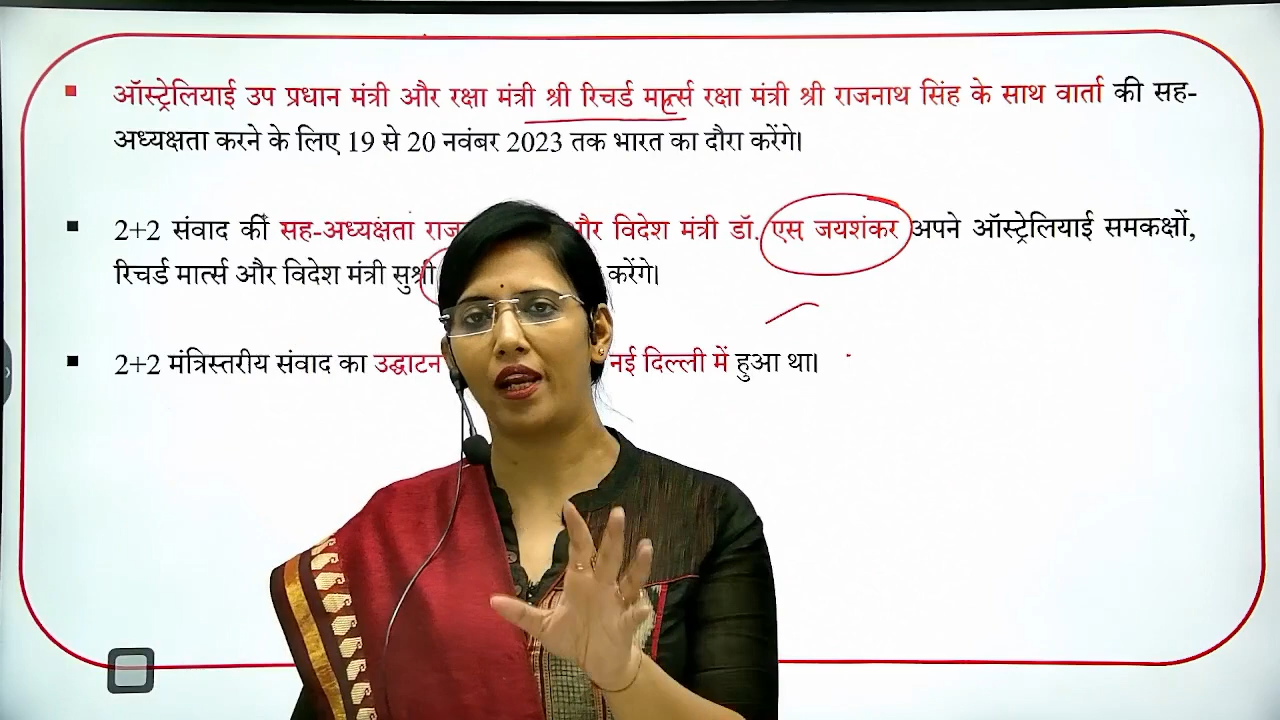 ऑस्ट्रेलियाई उप प्रधान मंत्री और रक्षा मंत्री श्री रिचर्ड मार्ल्स रक्षा मंत्री श्री राजनाथ सिंह के साथ वार्ता की सह-
अध्यक्षता करने के लिए 19 से 20 नवंबर 2023 तक भारत का दौरा करेंगे।
2+2 संवाद की सह-अध्यक्षता और विदेश मंत्री डॉ. एस जयशंकर अपने ऑस्ट्रेलियाई समकक्षों,
रिचर्ड मार्ल्स और विदेश मंत्री सुश्री करेंगे।
2+2 मंत्रिस्तरीय संवाद का उद्घाटन नई दिल्ली में हुआ था।